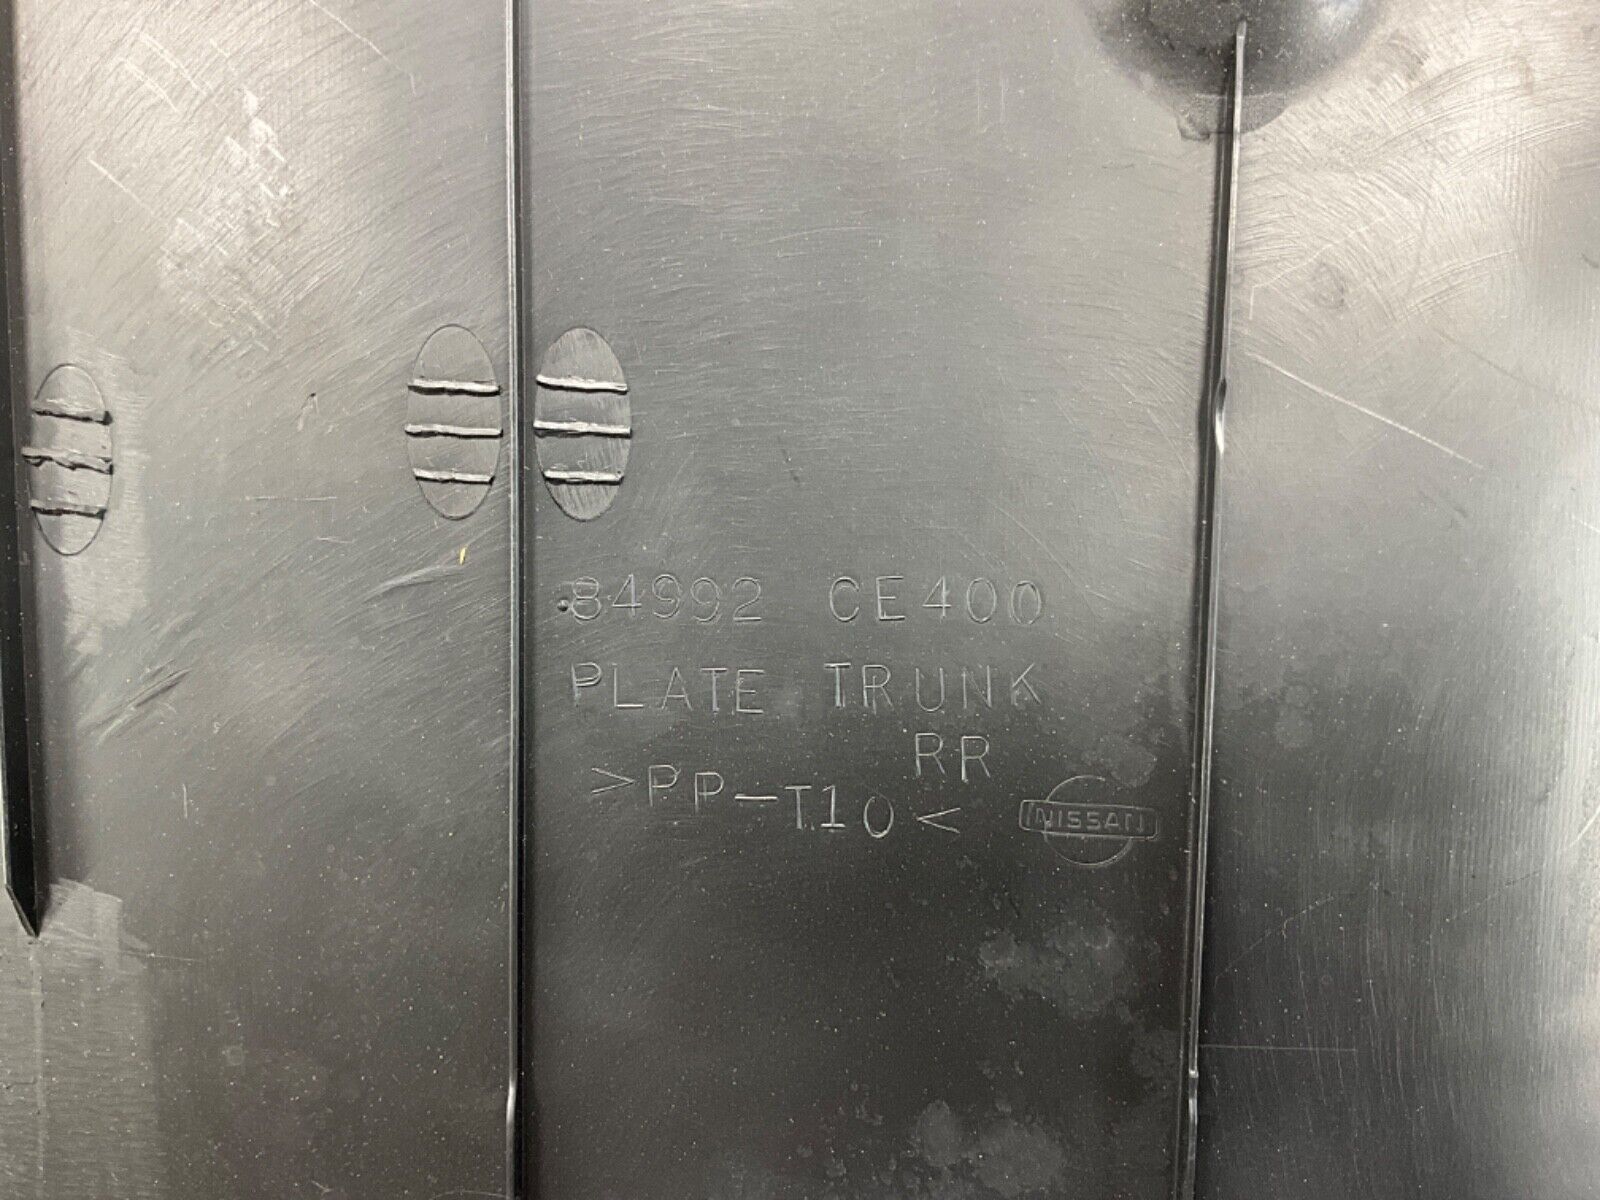 84992 CE400
PLATE TRUNK
RR
>PP-T10<
NISSAN